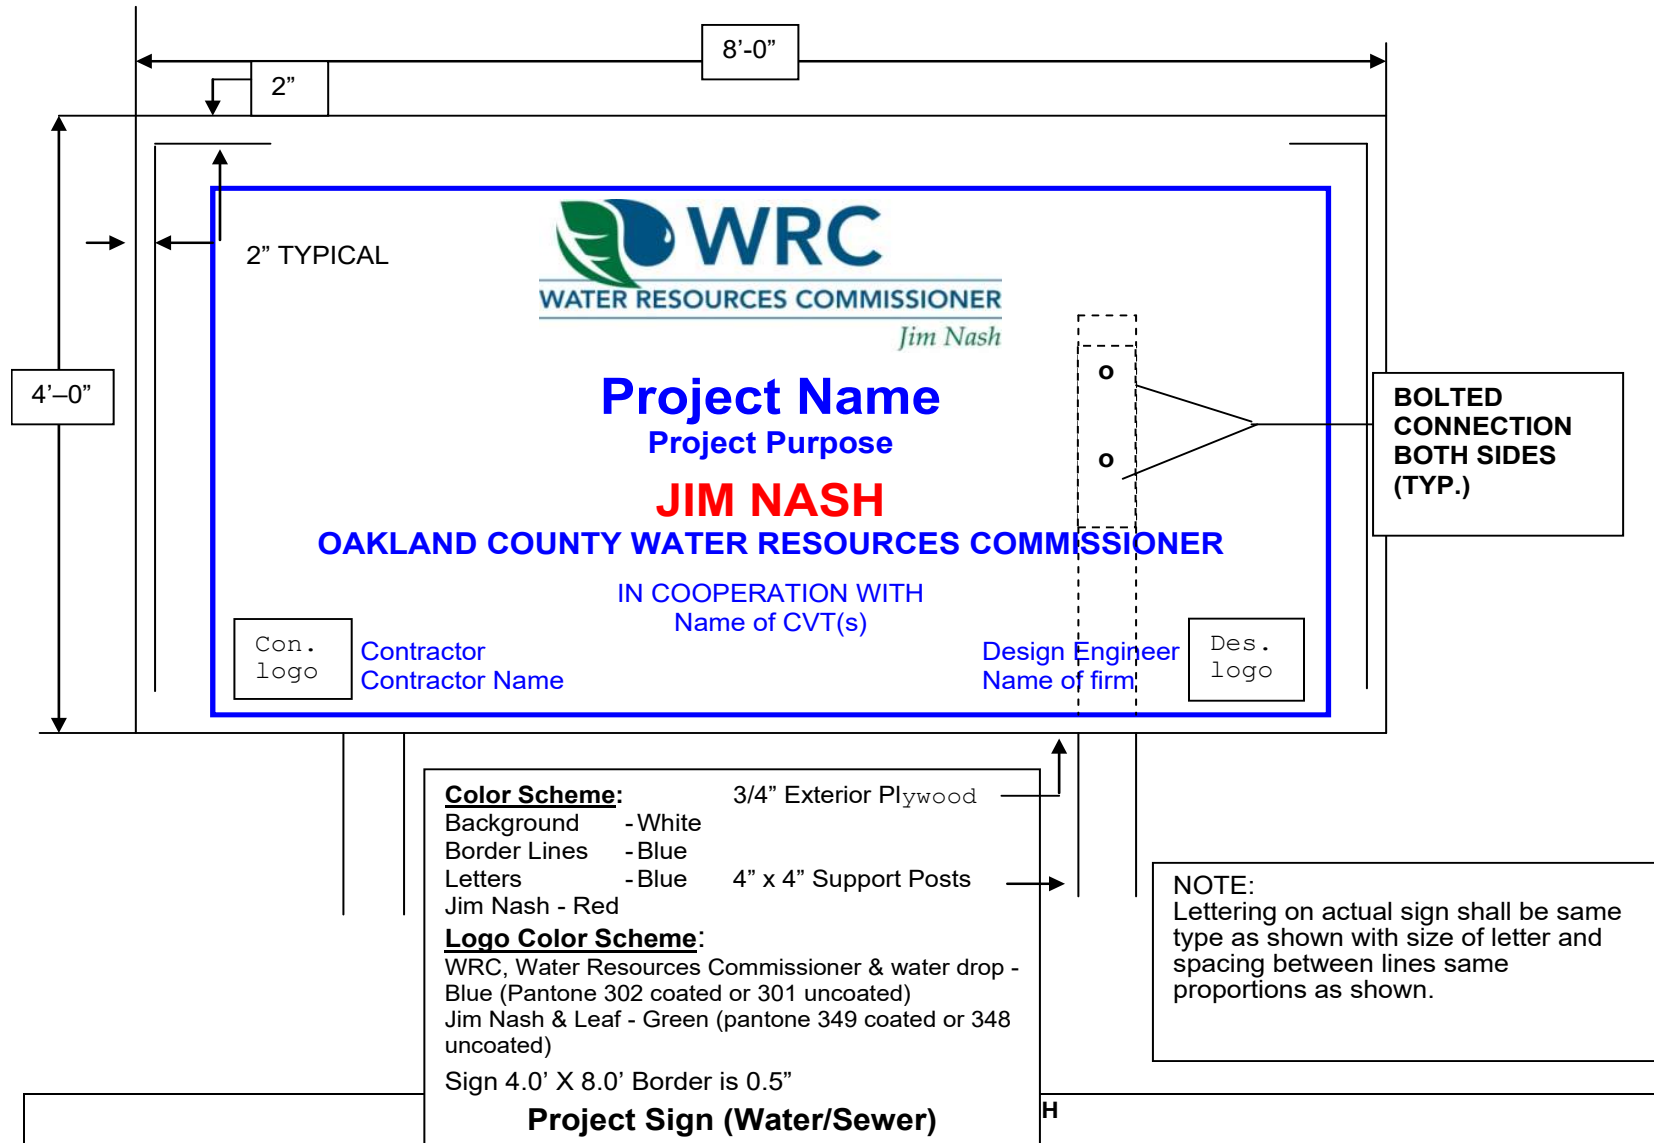 8’-0”
2”
2” TYPICAL
WRC
WATER RESOURCES COMMISSIONER
Jim Nash
4’–0”
Project Name
Project Purpose
JIM NASH
OAKLAND COUNTY WATER RESOURCES COMMISSIONER
IN COOPERATION WITH
Name of CVT(s)
o
o
BOLTED
CONNECTION
BOTH SIDES
(TYP.)
Con.
logo
Contractor
Contractor Name
Design Engineer
Name of firm
Des.
logo
Color Scheme: 3/4” Exterior Plywood
Background - White
Border Lines - Blue
Letters - Blue 4” x 4” Support Posts
Jim Nash - Red
Logo Color Scheme:
WRC, Water Resources Commissioner & water drop -
Blue (Pantone 302 coated or 301 uncoated)
Jim Nash & Leaf - Green (pantone 349 coated or 348
uncoated)
Sign 4.0’ X 8.0’ Border is 0.5”
Project Sign (Water/Sewer)
H
NOTE:
Lettering on actual sign shall be same
type as shown with size of letter and
spacing between lines same
proportions as shown.